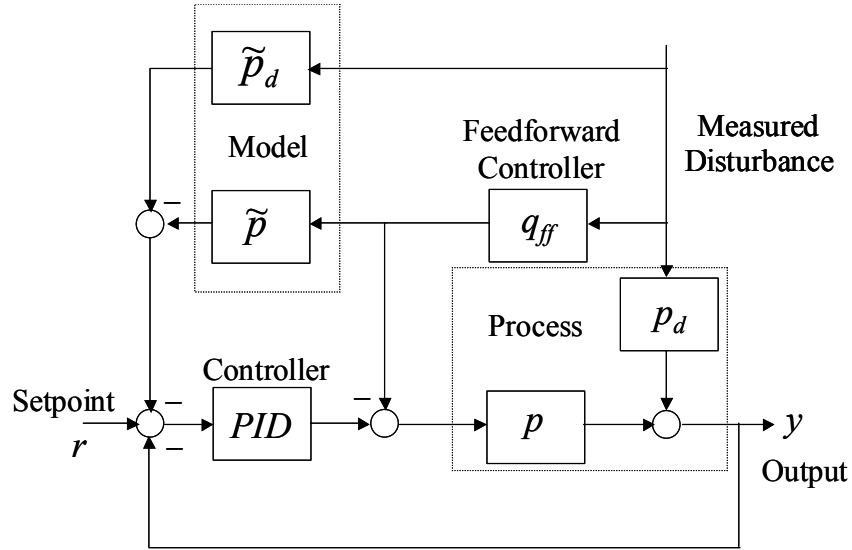 p̃d
Model
Feedforward
Controller
Measured
Disturbance
−
p̃
qff
Process
pd
Controller
Setpoint
r
−
−
PID
−
p
y
Output